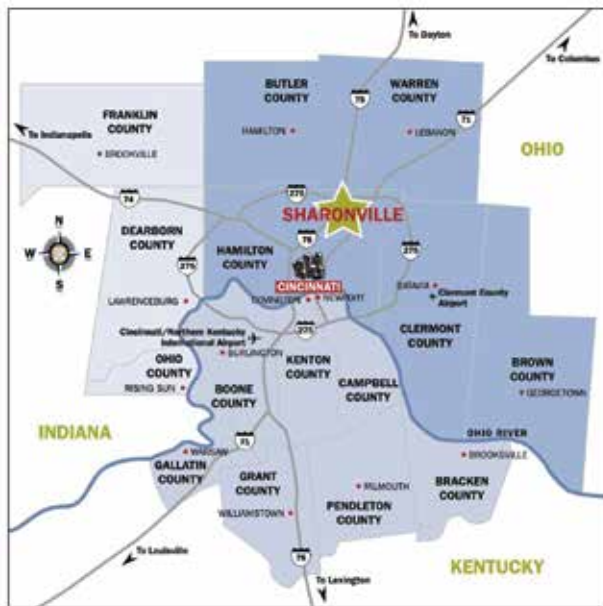 To Dayton
To Columbus
BUTLER
COUNTY
WARREN
COUNTY
FRANKLIN
COUNTY
75
71
To Indianapolis
HAMILTON
LEBANON
OHIO
BROOKVILLE
74
275
SHARONVILLE
DEARBORN
COUNTY
N
W E
S
HAMILTON
COUNTY
275
275
CINCINNATI
BATAVIA
Clermont County
Airport
LAWRENCEBURG
COVINGTON
NEWPORT
CLERMONT
COUNTY
Cincinnati/Northern Kentucky
International Airport
275
OHIO
COUNTY
BURLINGTON
KENTON
COUNTY
BROWN
COUNTY
RISING SUN
BOONE
COUNTY
CAMPBELL
COUNTY
GEORGETOWN
INDIANA
OHIO RIVER
71
WARSAW
BROOKSVILLE
GALLATIN
COUNTY
GRANT
COUNTY
BRACKEN
COUNTY
WILLIAMSTOWN
PENDLETON
COUNTY
To Louisville
To Lexington
KENTUCKY